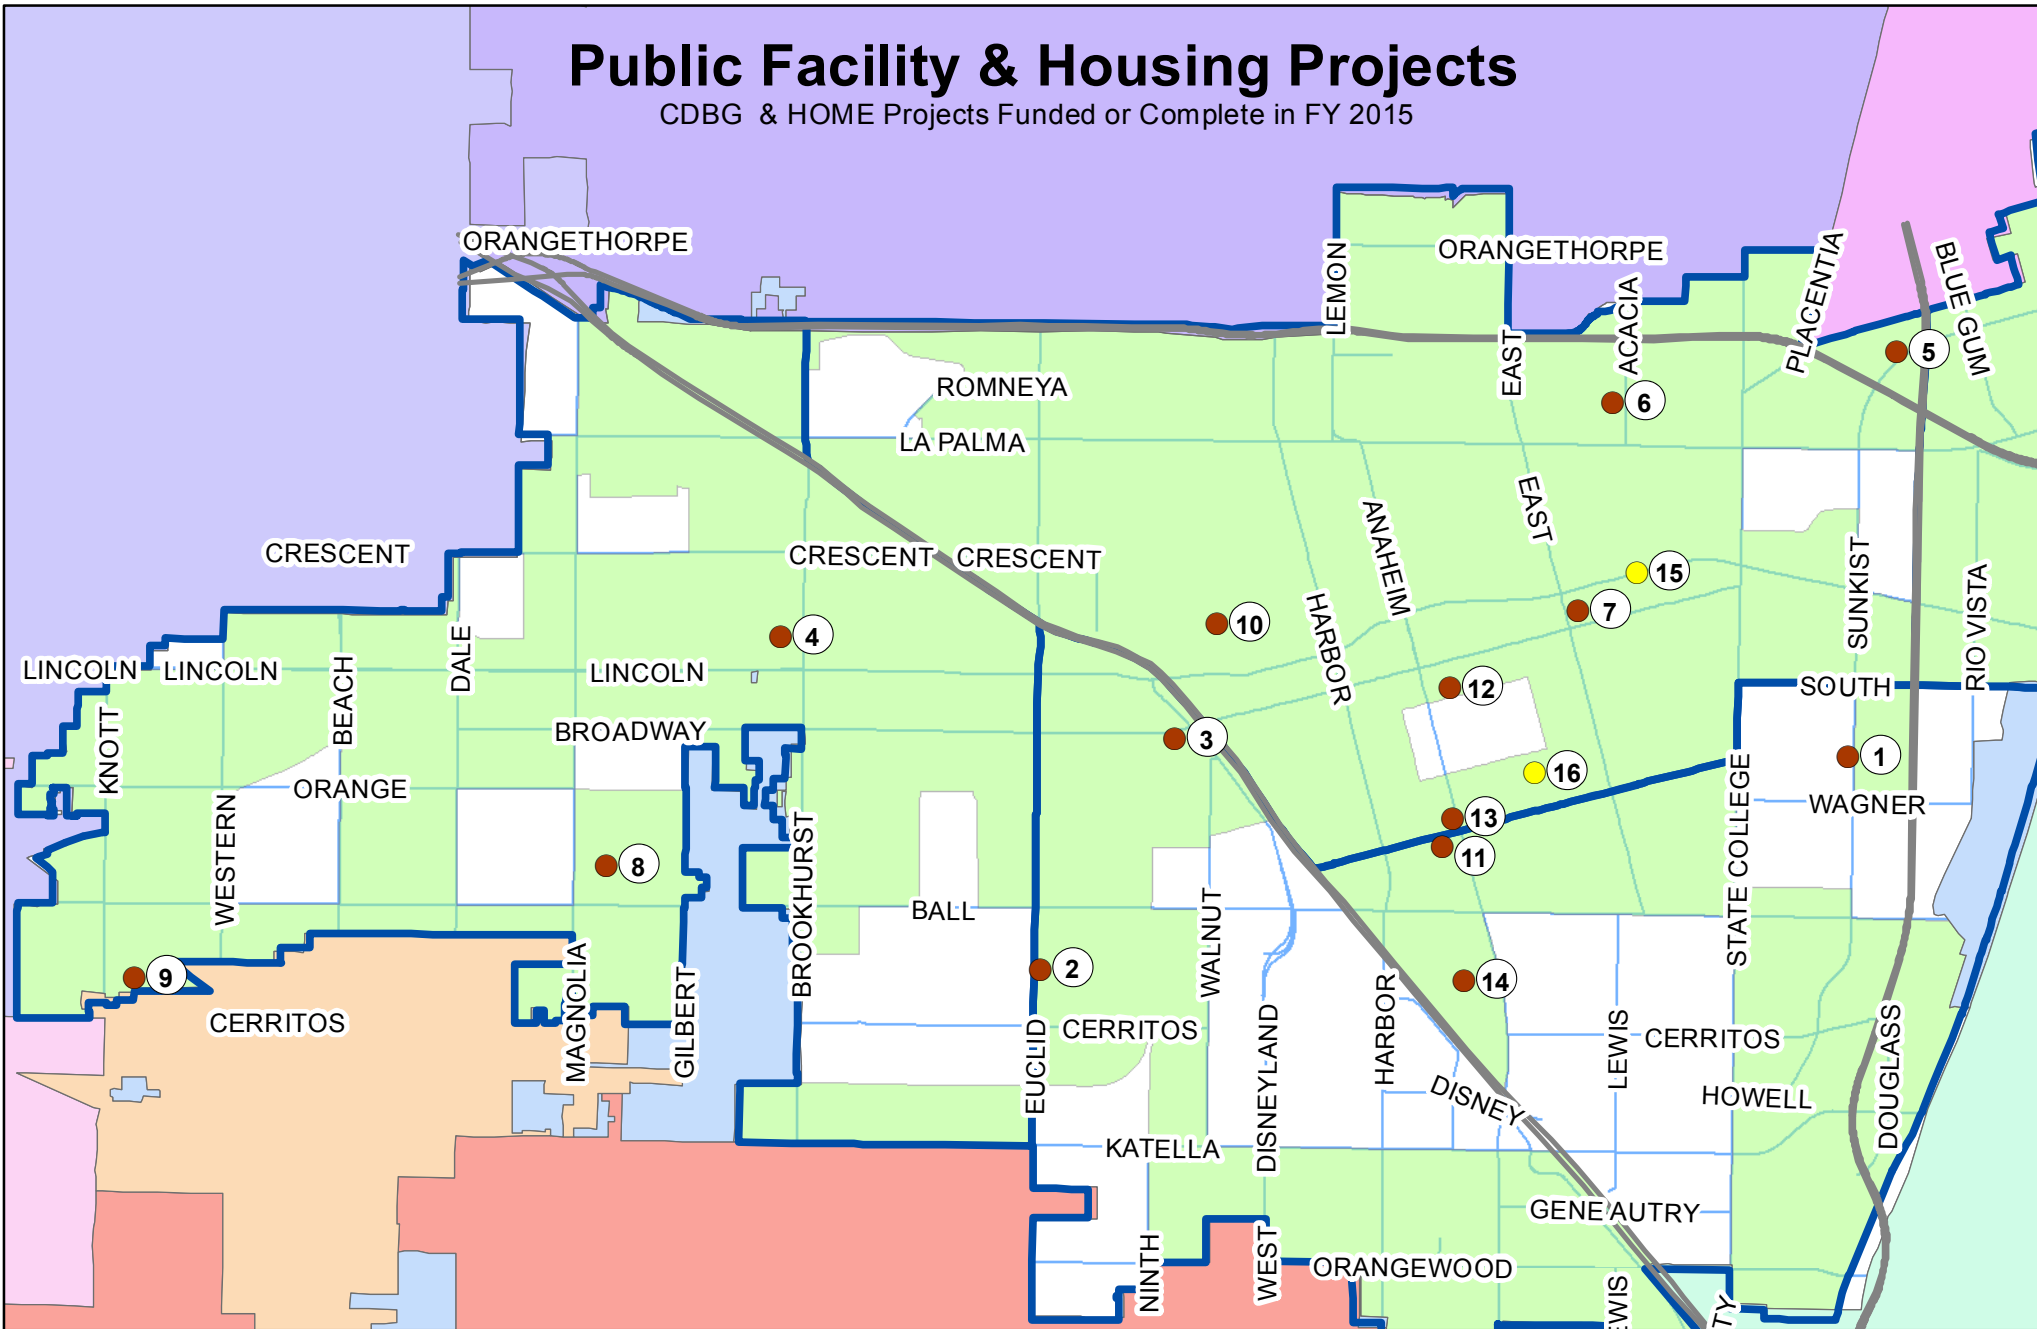 Public Facility & Housing Projects
CDBG & HOME Projects Funded or Complete in FY 2015
ORANGETHORPE
ORANGETHORPE
LEMON
ACACIA
PLACENTIA
BLUE GUM
5
EAST
6
ROMNEYA
LA PALMA
ANAHEIM
EAST
CRESCENT
CRESCENT
CRESCENT
15
SUNKIST
RIO VISTA
7
10
HARBOR
4
LINCOLN
LINCOLN
BEACH
DALE
LINCOLN
12
SOUTH
KNOTT
BROADWAY
3
1
16
ORANGE
WAGNER
WESTERN
BROOKHURST
13
11
STATE COLLEGE
8
BALL
WALNUT
9
MAGNOLIA
GILBERT
2
14
CERRITOS
EUCLID
CERRITOS
DISNEYLAND
HARBOR
LEWIS
CERRITOS
DOUGLASS
DISNEY
HOWELL
KATELLA
GENE AUTRY
NINTH
WEST
ORANGEWOOD
EWIS
TY